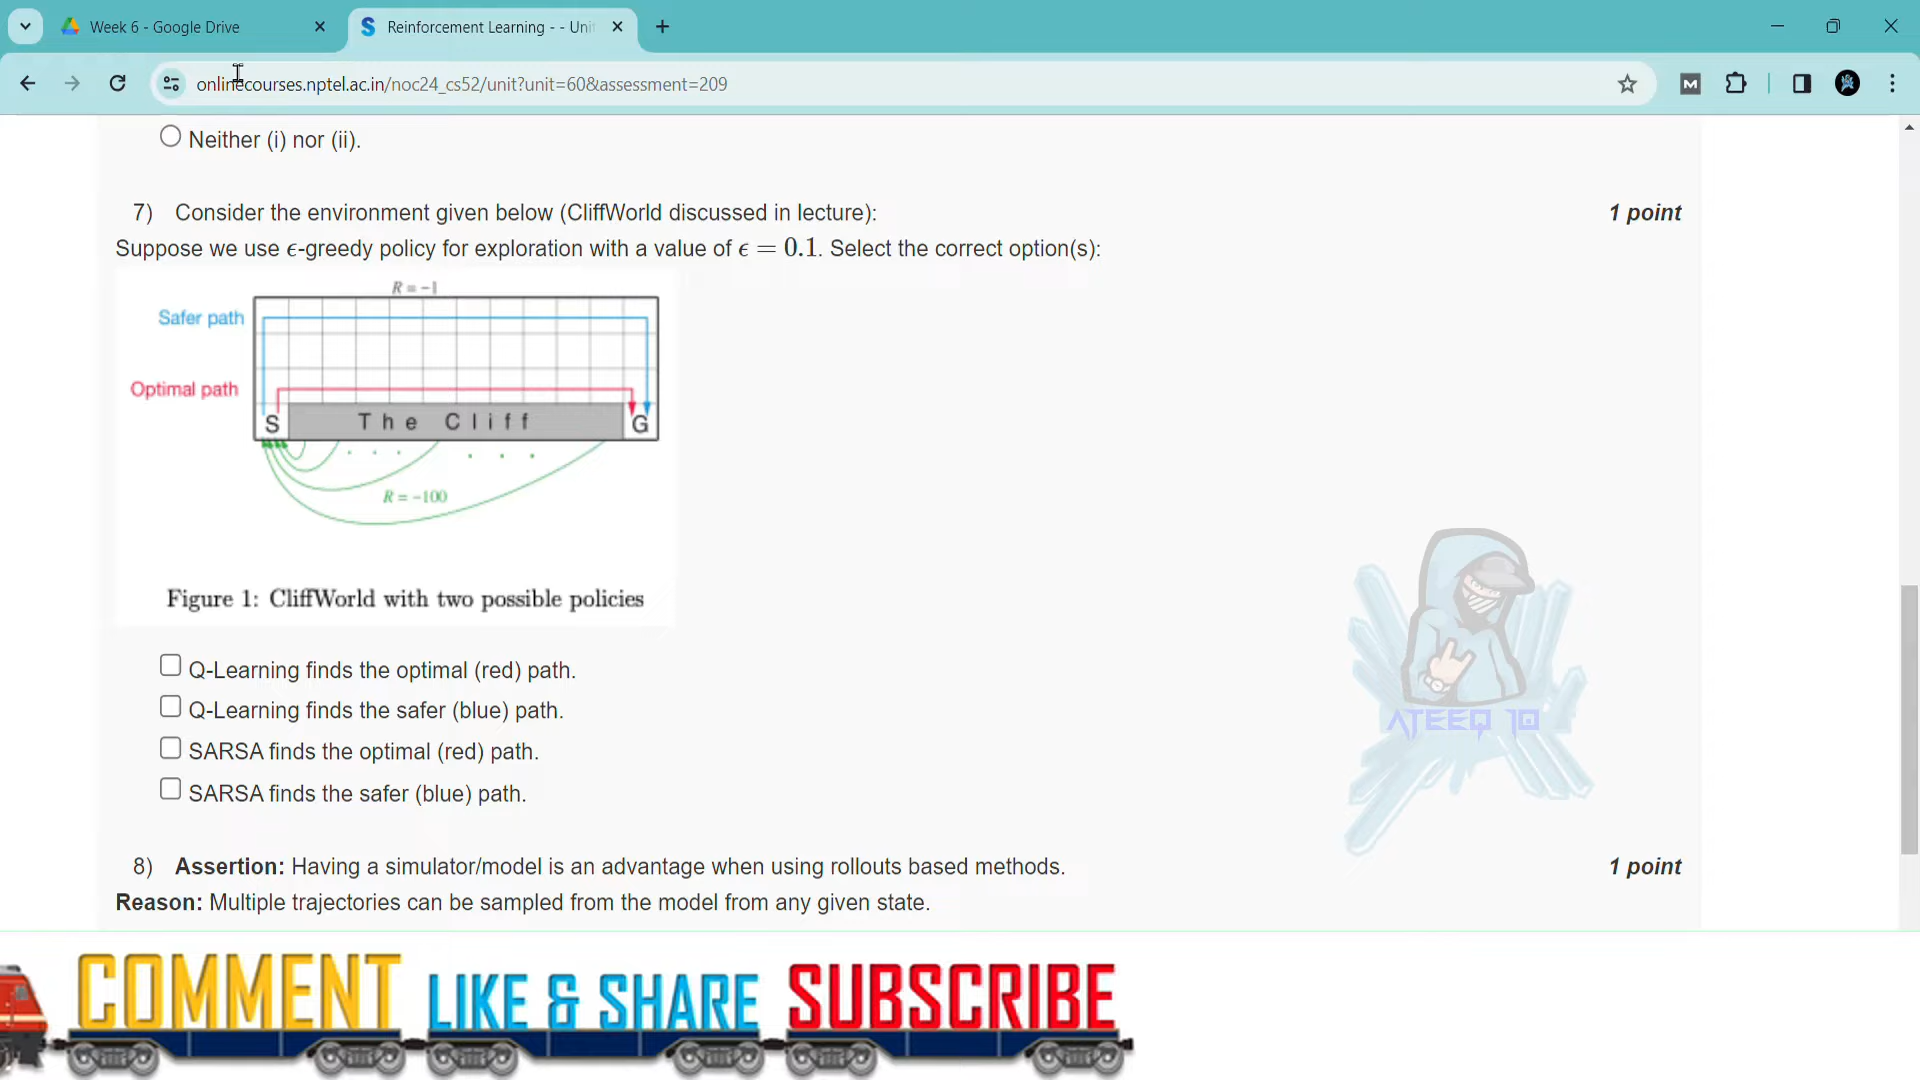 Week 6 - Google Drive
Reinforcement Learning - - Uni
onlinecourses.nptel.ac.in/noc24_cs52/unit?unit=60&assessment=209
Neither (i) nor (ii).
7) Consider the environment given below (CliffWorld discussed in lecture): 1 point
Suppose we use ϵ-greedy policy for exploration with a value of ϵ = 0.1. Select the correct option(s):
R = -1
Safer path
Optimal path
S The Cliff G
R = -100
Figure 1: CliffWorld with two possible policies
Q-Learning finds the optimal (red) path.
Q-Learning finds the safer (blue) path.
SARSA finds the optimal (red) path.
SARSA finds the safer (blue) path.
ATEEQ 10
8) Assertion: Having a simulator/model is an advantage when using rollouts based methods. 1 point
Reason: Multiple trajectories can be sampled from the model from any given state.
COMMENT LIKE & SHARE SUBSCRIBE